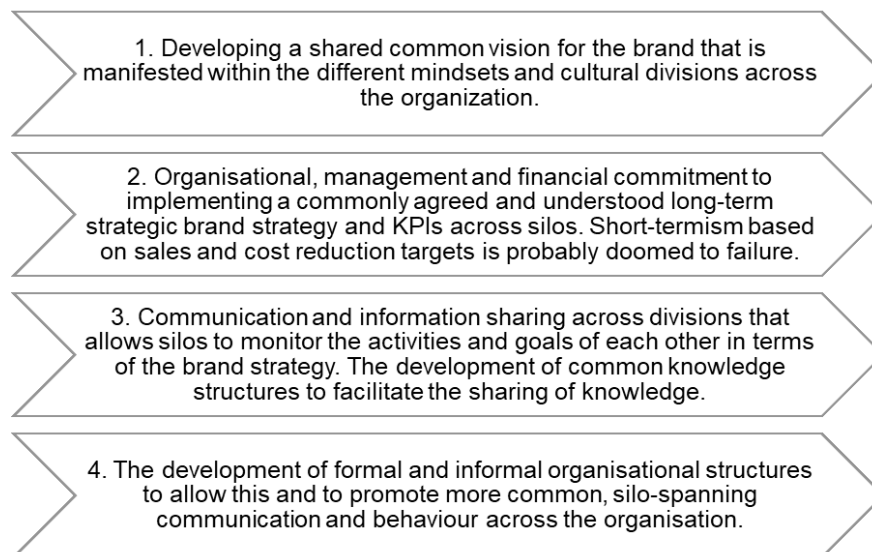 1. Developing a shared common vision for the brand that is
manifested within the different mindsets and cultural divisions across
the organization.
2. Organisational, management and financial commitment to
implementing a commonly agreed and understood long-term
strategic brand strategy and KPIs across silos. Short-termism based
on sales and cost reduction targets is probably doomed to failure.
3. Communication and information sharing across divisions that
allows silos to monitor the activities and goals of each other in terms
of the brand strategy. The development of common knowledge
structures to facilitate the sharing of knowledge.
4. The development of formal and informal organisational structures
to allow this and to promote more common, silo-spanning
communication and behaviour across the organisation.